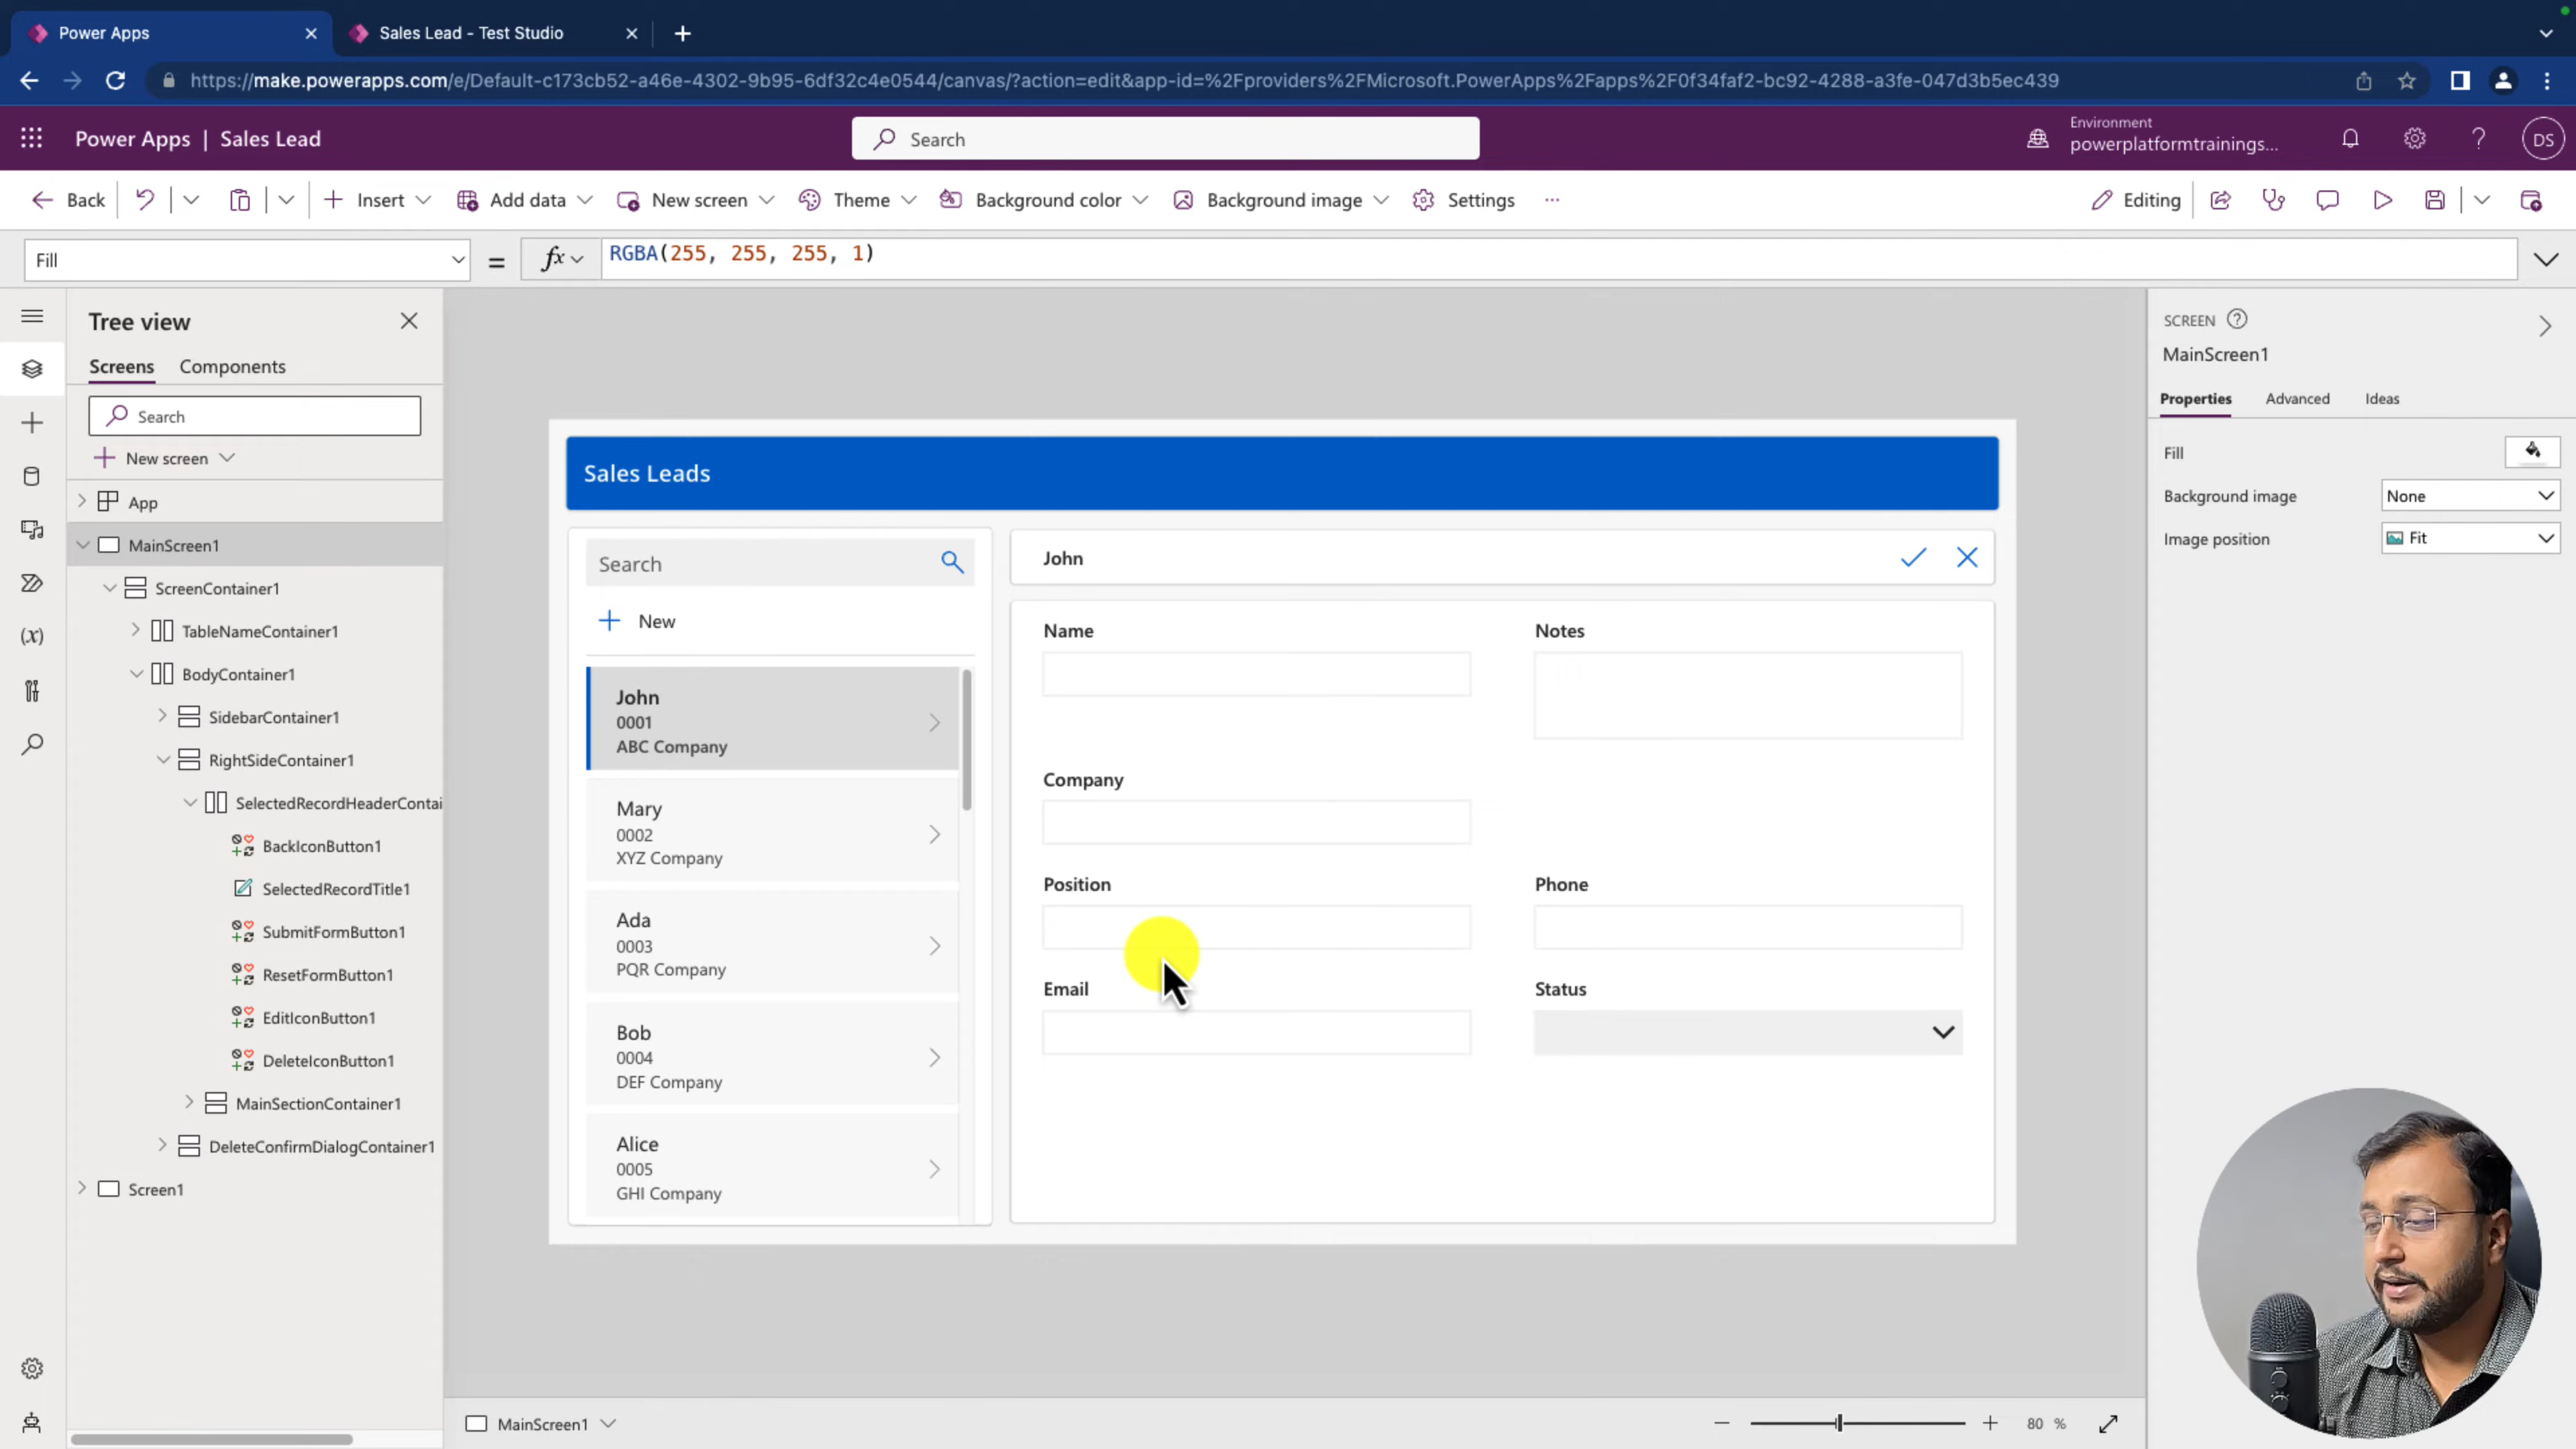 Power Apps
Sales Lead - Test Studio
https://make.powerapps.com/e/Default-c173cb52-a46e-4302-9b95-6df32c4e0544/canvas/?action=edit&app-id=%2Fproviders%2FMicrosoft.PowerApps%2Fapps%2F0f34faf2-bc92-4288-a3fe-047d3b5ec439
Power Apps | Sales Lead
Search
Environment
powerplatformtrainings...
DS
Back
Insert
Add data
New screen
Theme
Background color
Background image
Settings
...
Editing
Fill
=
fx
RGBA(255, 255, 255, 1)
Tree view
Screens
Components
Search
New screen
App
MainScreen1
ScreenContainer1
TableNameContainer1
BodyContainer1
SidebarContainer1
RightSideContainer1
SelectedRecordHeaderContai
BackIconButton1
SelectedRecordTitle1
SubmitFormButton1
ResetFormButton1
EditIconButton1
DeleteIconButton1
MainSectionContainer1
DeleteConfirmDialogContainer1
Screen1
Sales Leads
Search
New
John
0001
ABC Company
Mary
0002
XYZ Company
Ada
0003
PQR Company
Bob
0004
DEF Company
Alice
0005
GHI Company
John
Name
Notes
Company
Position
Phone
Email
Status
SCREEN
MainScreen1
Properties
Advanced
Ideas
Fill
Background image
None
Image position
Fit
MainScreen1
80 %